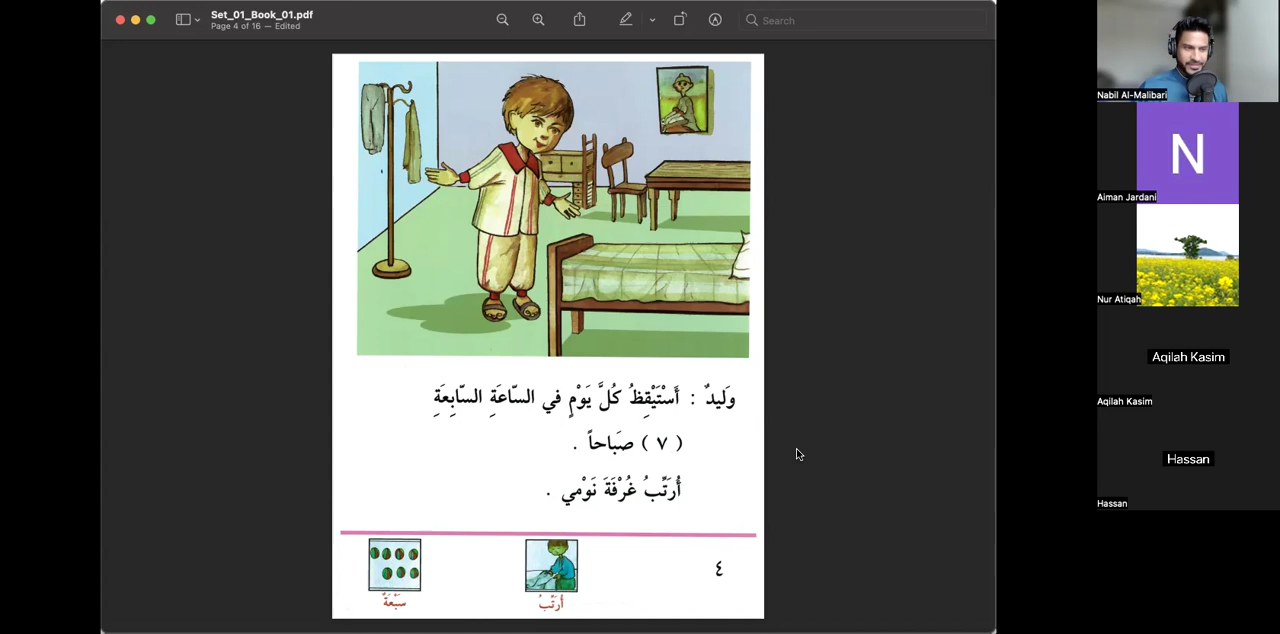 Set_01_Book_01.pdf
Page 4 of 16 — Edited
Search
وَليدٌ : أَسْتَيْقِظُ كُلَّ يَوْمٍ في السّاعَةِ السّابِعَةِ
( ٧ ) صَباحاً .
أُرَتِّبُ غُرْفَةَ نَوْمي .
أُرَتِّبُ
سَبْعَةٌ
٤
Nabil Al-Malibari
N
Aiman Jardani
Nur Atiqah
Aqilah Kasim
Aqilah Kasim
Hassan
Hassan